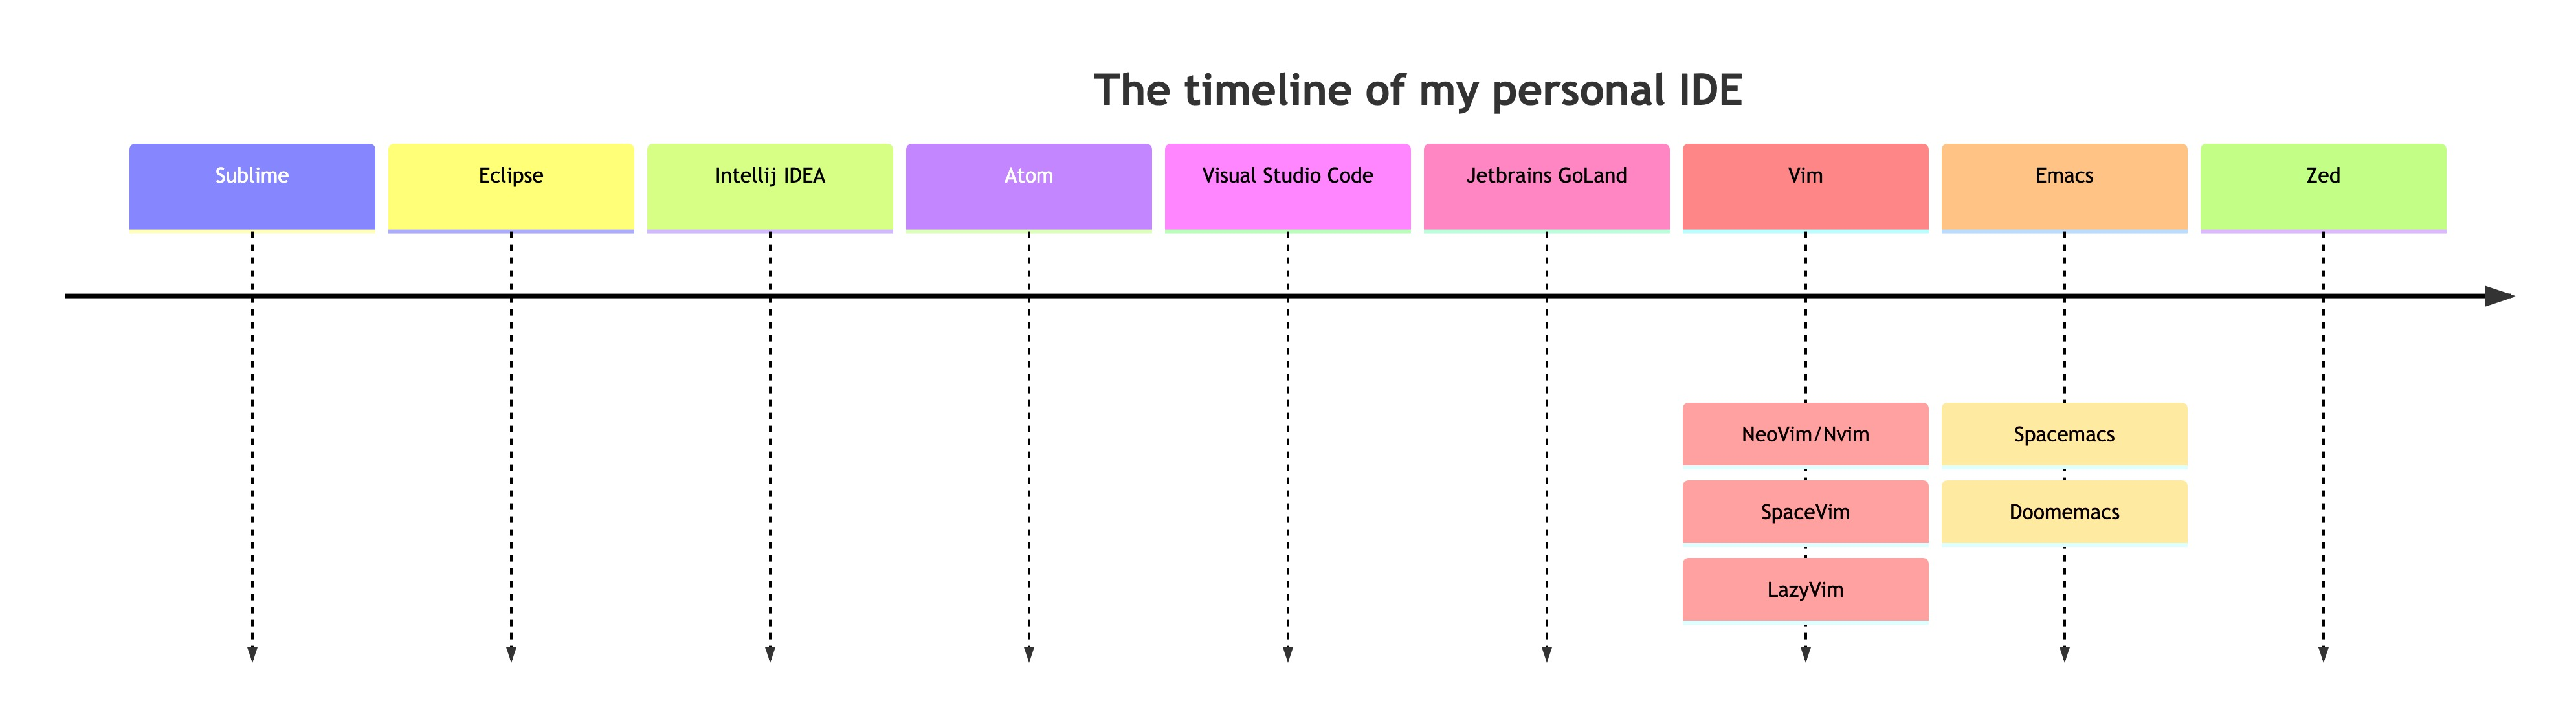 The timeline of my personal IDE
Sublime
Eclipse
Intellij IDEA
Atom
Visual Studio Code
Jetbrains GoLand
Vim
Emacs
Zed
NeoVim/Nvim
Spacemacs
SpaceVim
Doomemacs
LazyVim